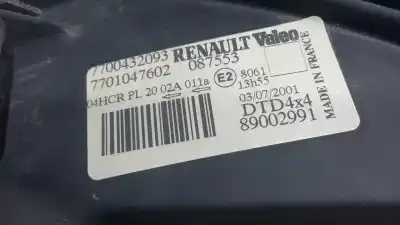 7700432093 RENAULT Valeo
7701047602 087553
04HCR PL 20 02A 011a E2 8061
13h55
03/07/2001
DTD4x4
89002991
MADE IN FRANCE